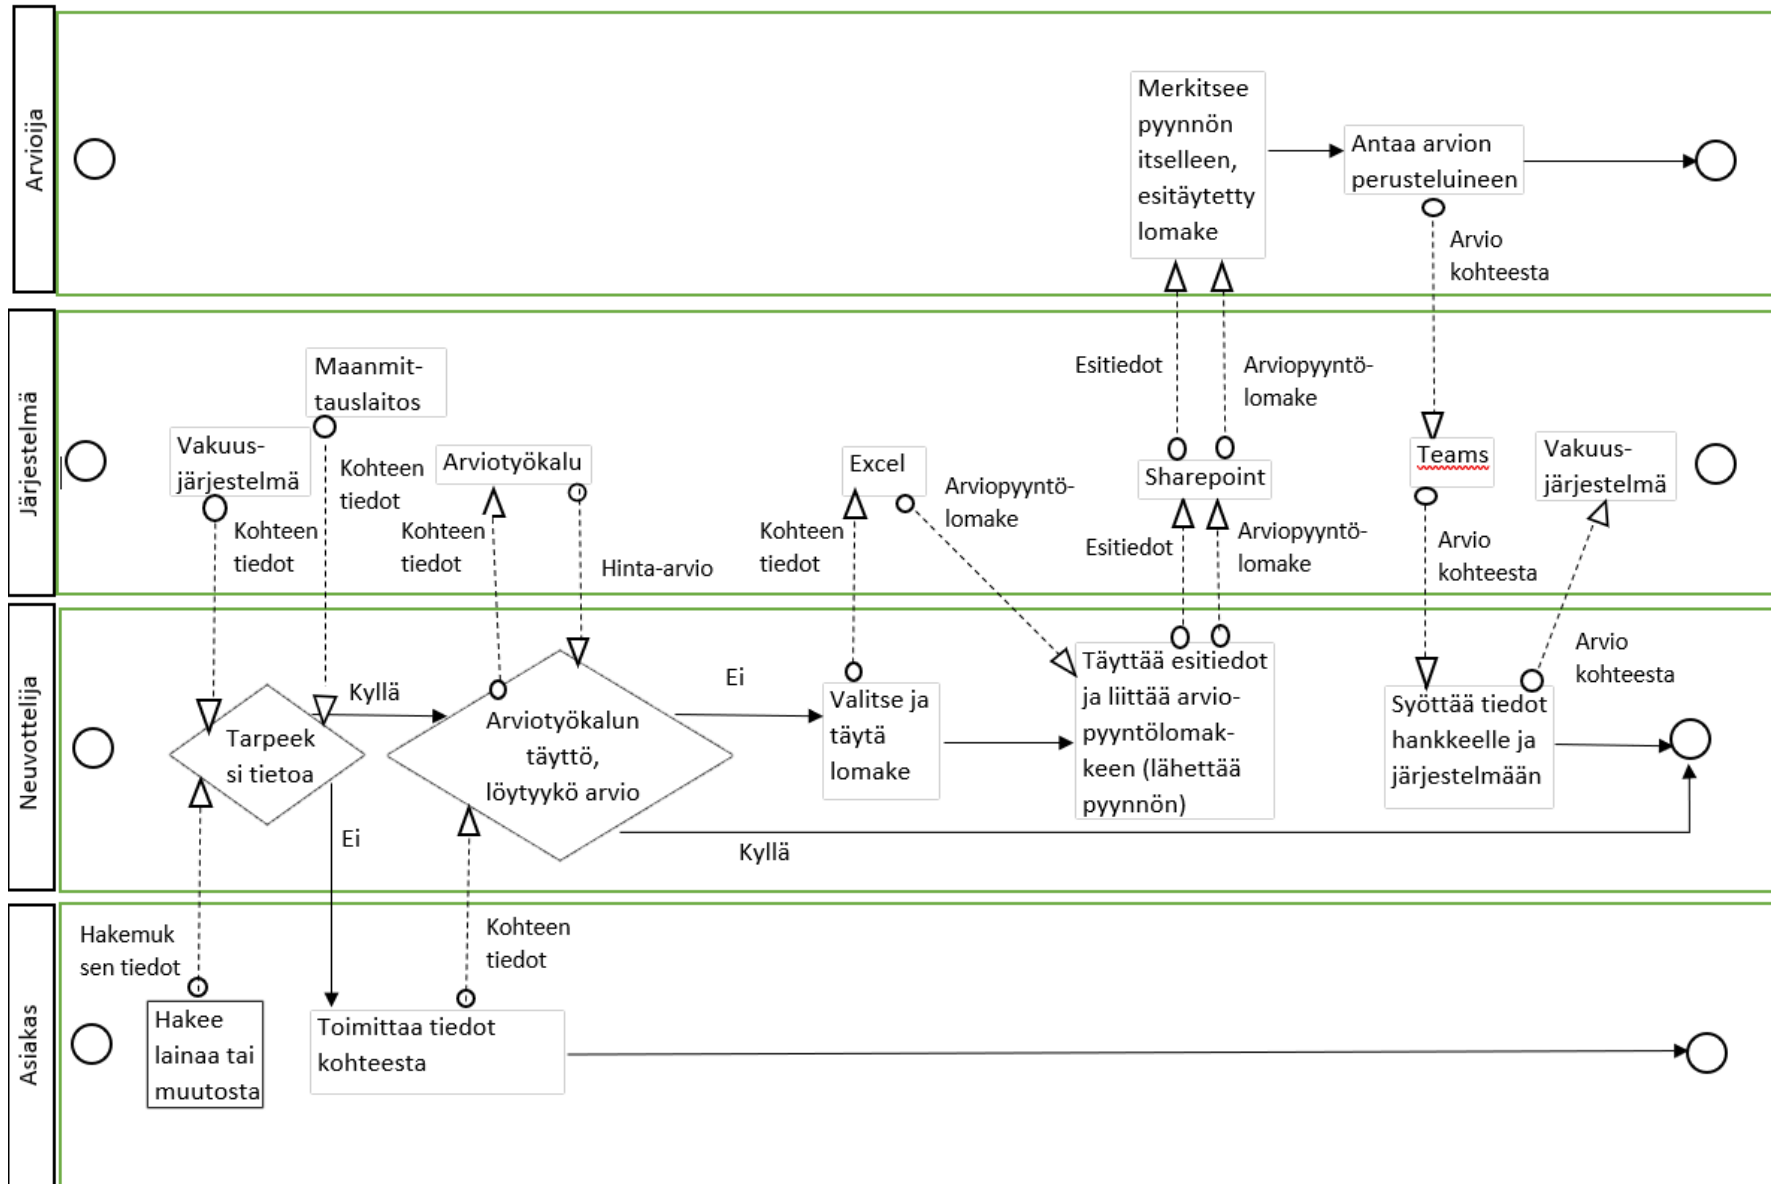 Arvioija
Merkitsee
pyynnön
itselleen,
esitäytetty
lomake
Antaa arvion
perusteluineen
Arvio
kohteesta
Järjestelmä
Maanmit-
tauslaitos
Vakuus-
järjestelmä
Kohteen
tiedot
Kohteen
tiedot
Arviotyökalu
Kohteen
tiedot
Hinta-arvio
Excel
Kohteen
tiedot
Arviopyyntö-
lomake
Esitiedot
Arviopyyntö-
lomake
Sharepoint
Esitiedot
Arviopyyntö-
lomake
Teams
Arvio
kohteesta
Vakuus-
järjestelmä
Neuvottelija
Tarpeek
si tietoa
Kyllä
Ei
Arviotyökalun
täyttö,
löytyykö arvio
Ei
Kyllä
Valitse ja
täytä
lomake
Täyttää esitiedot
ja liittää arvio-
pyyntölomak-
keen (lähettää
pyynnön)
Syöttää tiedot
hankkeelle ja
järjestelmään
Arvio
kohteesta
Asiakas
Hakemuk
sen tiedot
Hakee
lainaa tai
muutosta
Toimittaa tiedot
kohteesta
Kohteen
tiedot